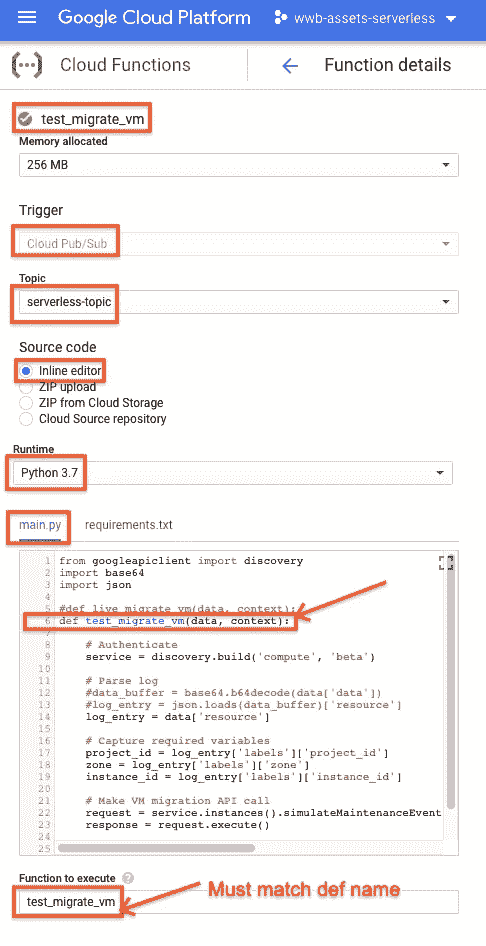 Google Cloud Platform wwb-assets-serverless
Cloud Functions Function details
test_migrate_vm
Memory allocated
256 MB
Trigger
Cloud Pub/Sub
Topic
serverless-topic
Source code
Inline editor
ZIP upload
ZIP from Cloud Storage
Cloud Source repository
Runtime
Python 3.7
main.py requirements.txt
1 from googleapiclient import discovery
2 import base64
3 import json
4
5 #def live_migrate_vm(data, context):
6 def test_migrate_vm(data, context):
7
8 # Authenticate
9 service = discovery.build('compute', 'beta')
10
11 # Parse log
12 #data_buffer = base64.b64decode(data['data'])
13 #log_entry = json.loads(data_buffer)['resource']
14 log_entry = data['resource']
15
16 # Capture required variables
17 project_id = log_entry['labels']['project_id']
18 zone = log_entry['labels']['zone']
19 instance_id = log_entry['labels']['instance_id']
20
21 # Make VM migration API call
22 request = service.instances().simulateMaintenanceEvent
23 response = request.execute()
24
25
Function to execute
Must match def name
test_migrate_vm